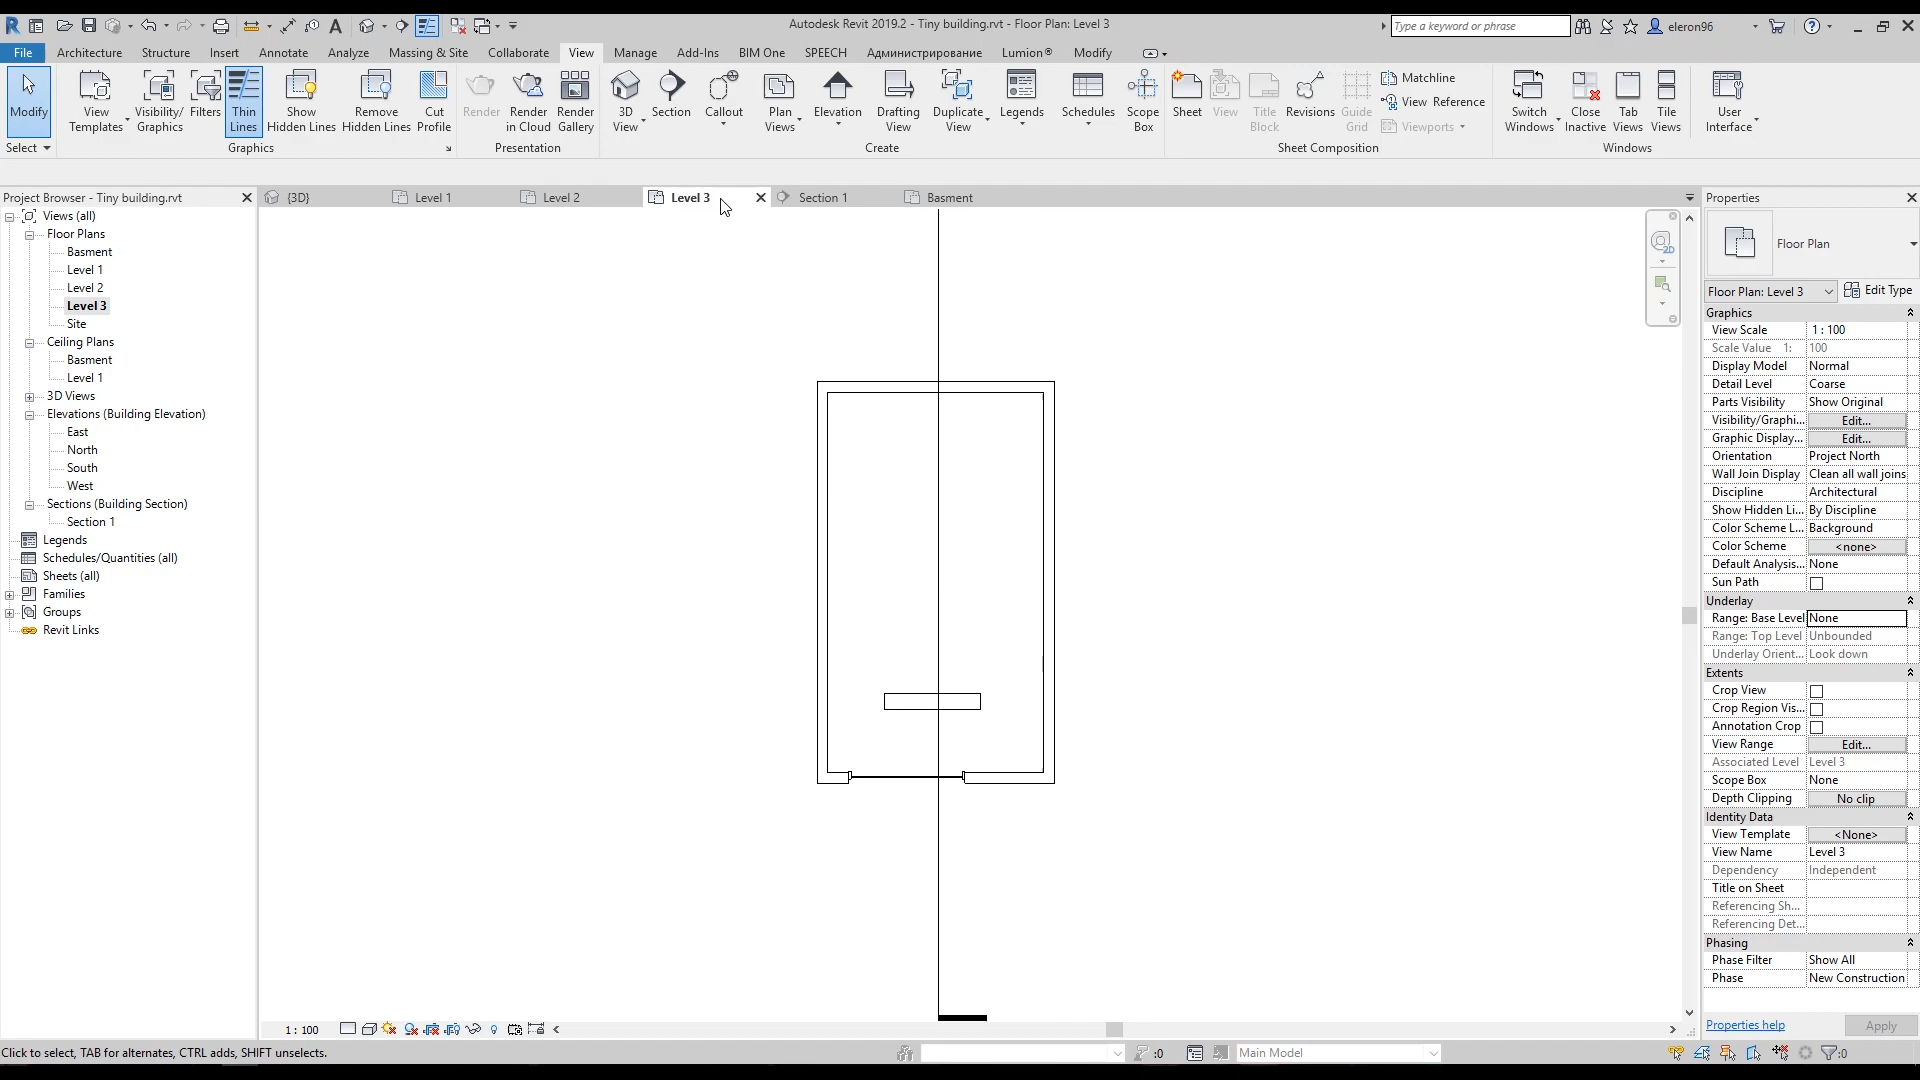 Autodesk Revit 2019.2 - Tiny building.rvt - Floor Plan: Level 3
Type a keyword or phrase
eleron96
File
Architecture
Structure
Insert
Annotate
Analyze
Massing & Site
Collaborate
View
Manage
Add-Ins
BIM One
SPEECH
Администрирование
Lumion®
Modify
Modify
View
Templates
Visibility/
Graphics
Filters
Thin
Lines
Show
Hidden Lines
Remove
Hidden Lines
Cut
Profile
Render
Render
in Cloud
Render
Gallery
3D
View
Section
Callout
Plan
Views
Elevation
Drafting
View
Duplicate
View
Legends
Schedules
Scope
Box
Sheet
View
Title
Block
Revisions
Guide
Grid
Matchline
View Reference
Viewports
Switch
Windows
Close
Inactive
Tab
Views
Tile
Views
User
Interface
Select
Graphics
Presentation
Create
Sheet Composition
Windows
Project Browser - Tiny building.rvt
{3D}
Level 1
Level 2
Level 3
Section 1
Basment
Views (all)
Floor Plans
Basment
Level 1
Level 2
Level 3
Site
Ceiling Plans
Basment
Level 1
3D Views
Elevations (Building Elevation)
East
North
South
West
Sections (Building Section)
Section 1
Legends
Schedules/Quantities (all)
Sheets (all)
Families
Groups
Revit Links
2D
Properties
Floor Plan
Floor Plan: Level 3
Edit Type
Graphics
View Scale 1 : 100
Scale Value 1: 100
Display Model Normal
Detail Level Coarse
Parts Visibility Show Original
Visibility/Graphi... Edit...
Graphic Display... Edit...
Orientation Project North
Wall Join Display Clean all wall joins
Discipline Architectural
Show Hidden Li... By Discipline
Color Scheme L... Background
Color Scheme <none>
Default Analysis... None
Sun Path
Underlay
Range: Base Level None
Range: Top Level Unbounded
Underlay Orient... Look down
Extents
Crop View
Crop Region Vis...
Annotation Crop
View Range Edit...
Associated Level Level 3
Scope Box None
Depth Clipping No clip
Identity Data
View Template <None>
View Name Level 3
Dependency Independent
Title on Sheet
Referencing Sh...
Referencing Det...
Phasing
Phase Filter Show All
Phase New Construction
Properties help
Apply
1 : 100
Click to select, TAB for alternates, CTRL adds, SHIFT unselects.
:0
Main Model
:0